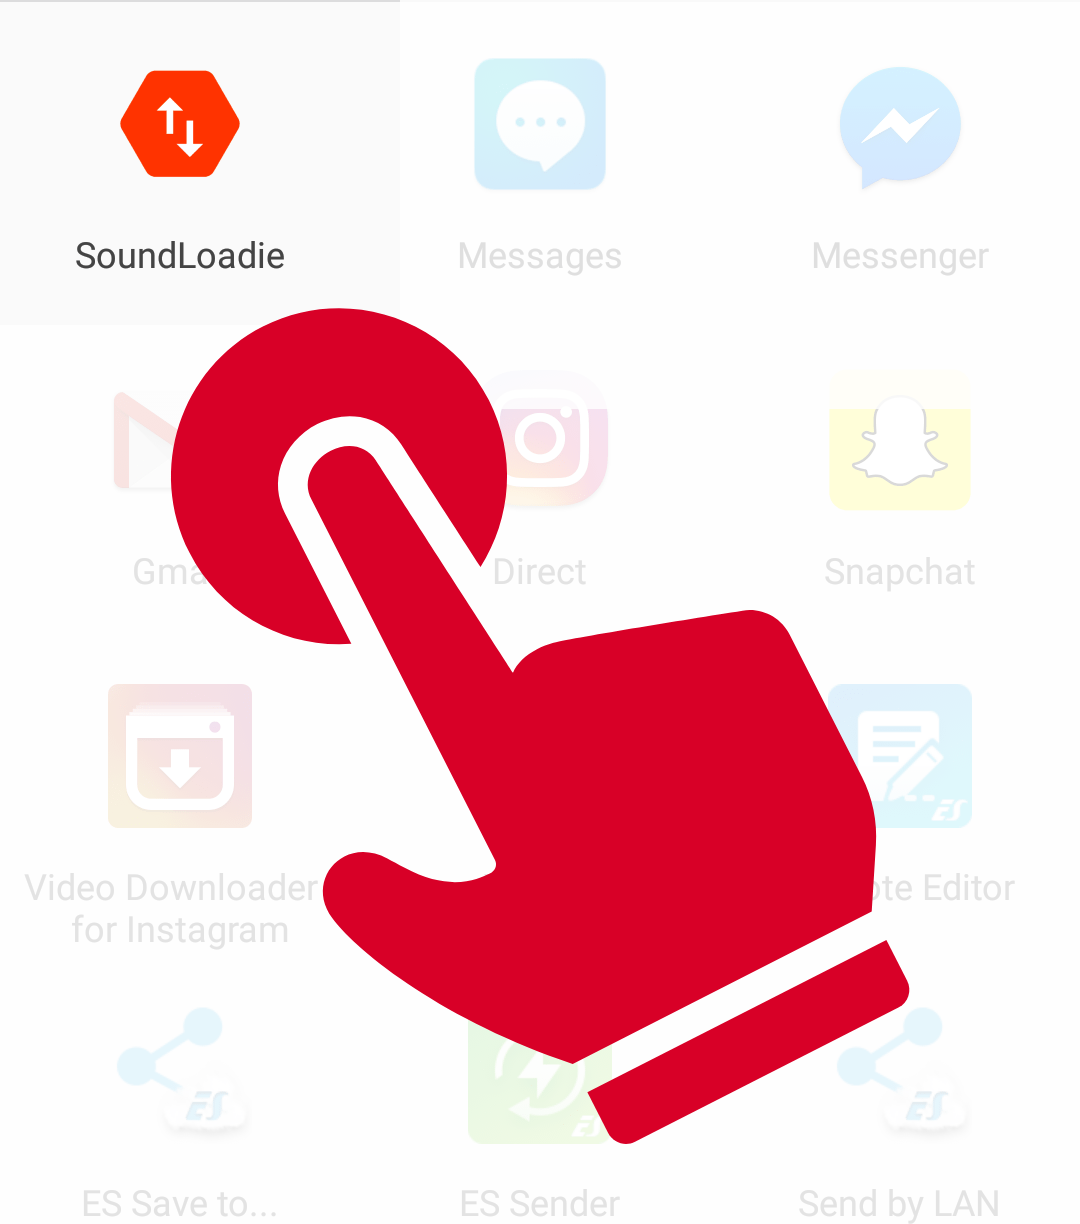 SoundLoadie
Messages
Messenger
Gma
Direct
Snapchat
ES
Video Downloader
for Instagram
ote Editor
ES
ES
ES
ES Save to...
ES Sender
Send by LAN